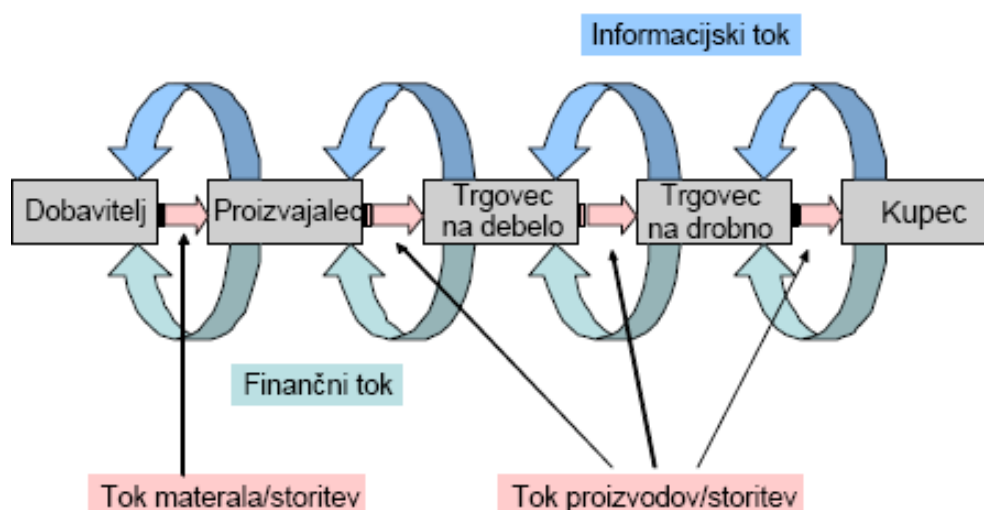 Informacijski tok
Dobavitelj
Proizvajalec
Trgovec
na debelo
Trgovec
na drobno
Kupec
Finančni tok
Tok materala/storitev
Tok proizvodov/storitev